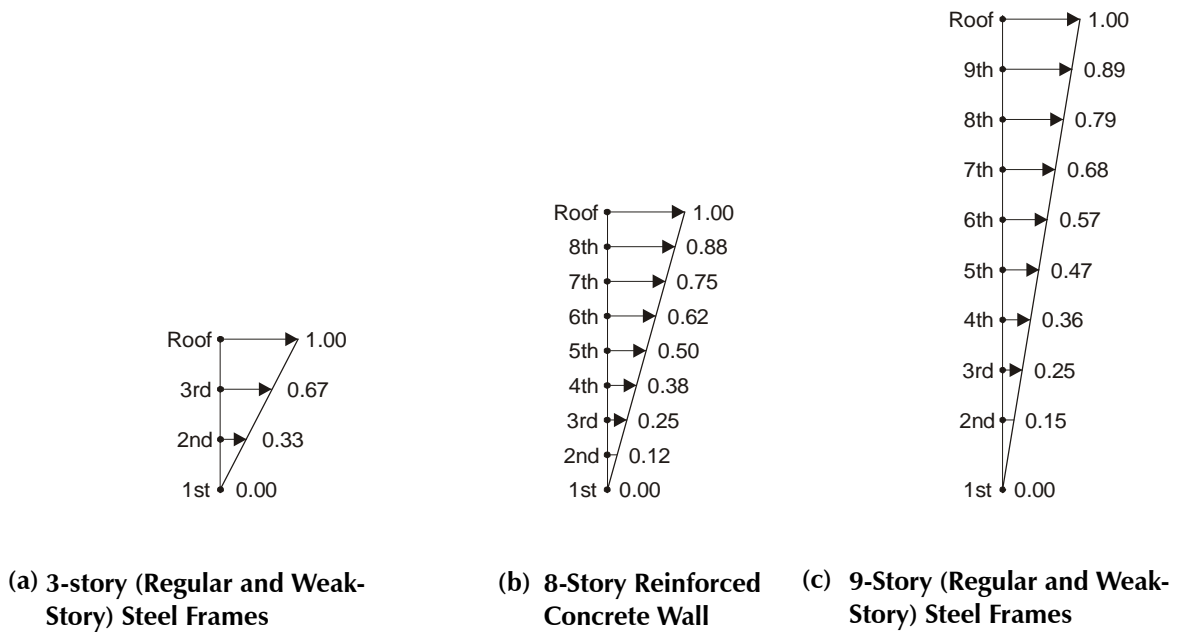 Roof 1.00
3rd 0.67
2nd 0.33
1st 0.00
(a) 3-story (Regular and Weak-
Story) Steel Frames
Roof 1.00
8th 0.88
7th 0.75
6th 0.62
5th 0.50
4th 0.38
3rd 0.25
2nd 0.12
1st 0.00
(b) 8-Story Reinforced
Concrete Wall
Roof 1.00
9th 0.89
8th 0.79
7th 0.68
6th 0.57
5th 0.47
4th 0.36
3rd 0.25
2nd 0.15
1st 0.00
(c) 9-Story (Regular and Weak-
Story) Steel Frames